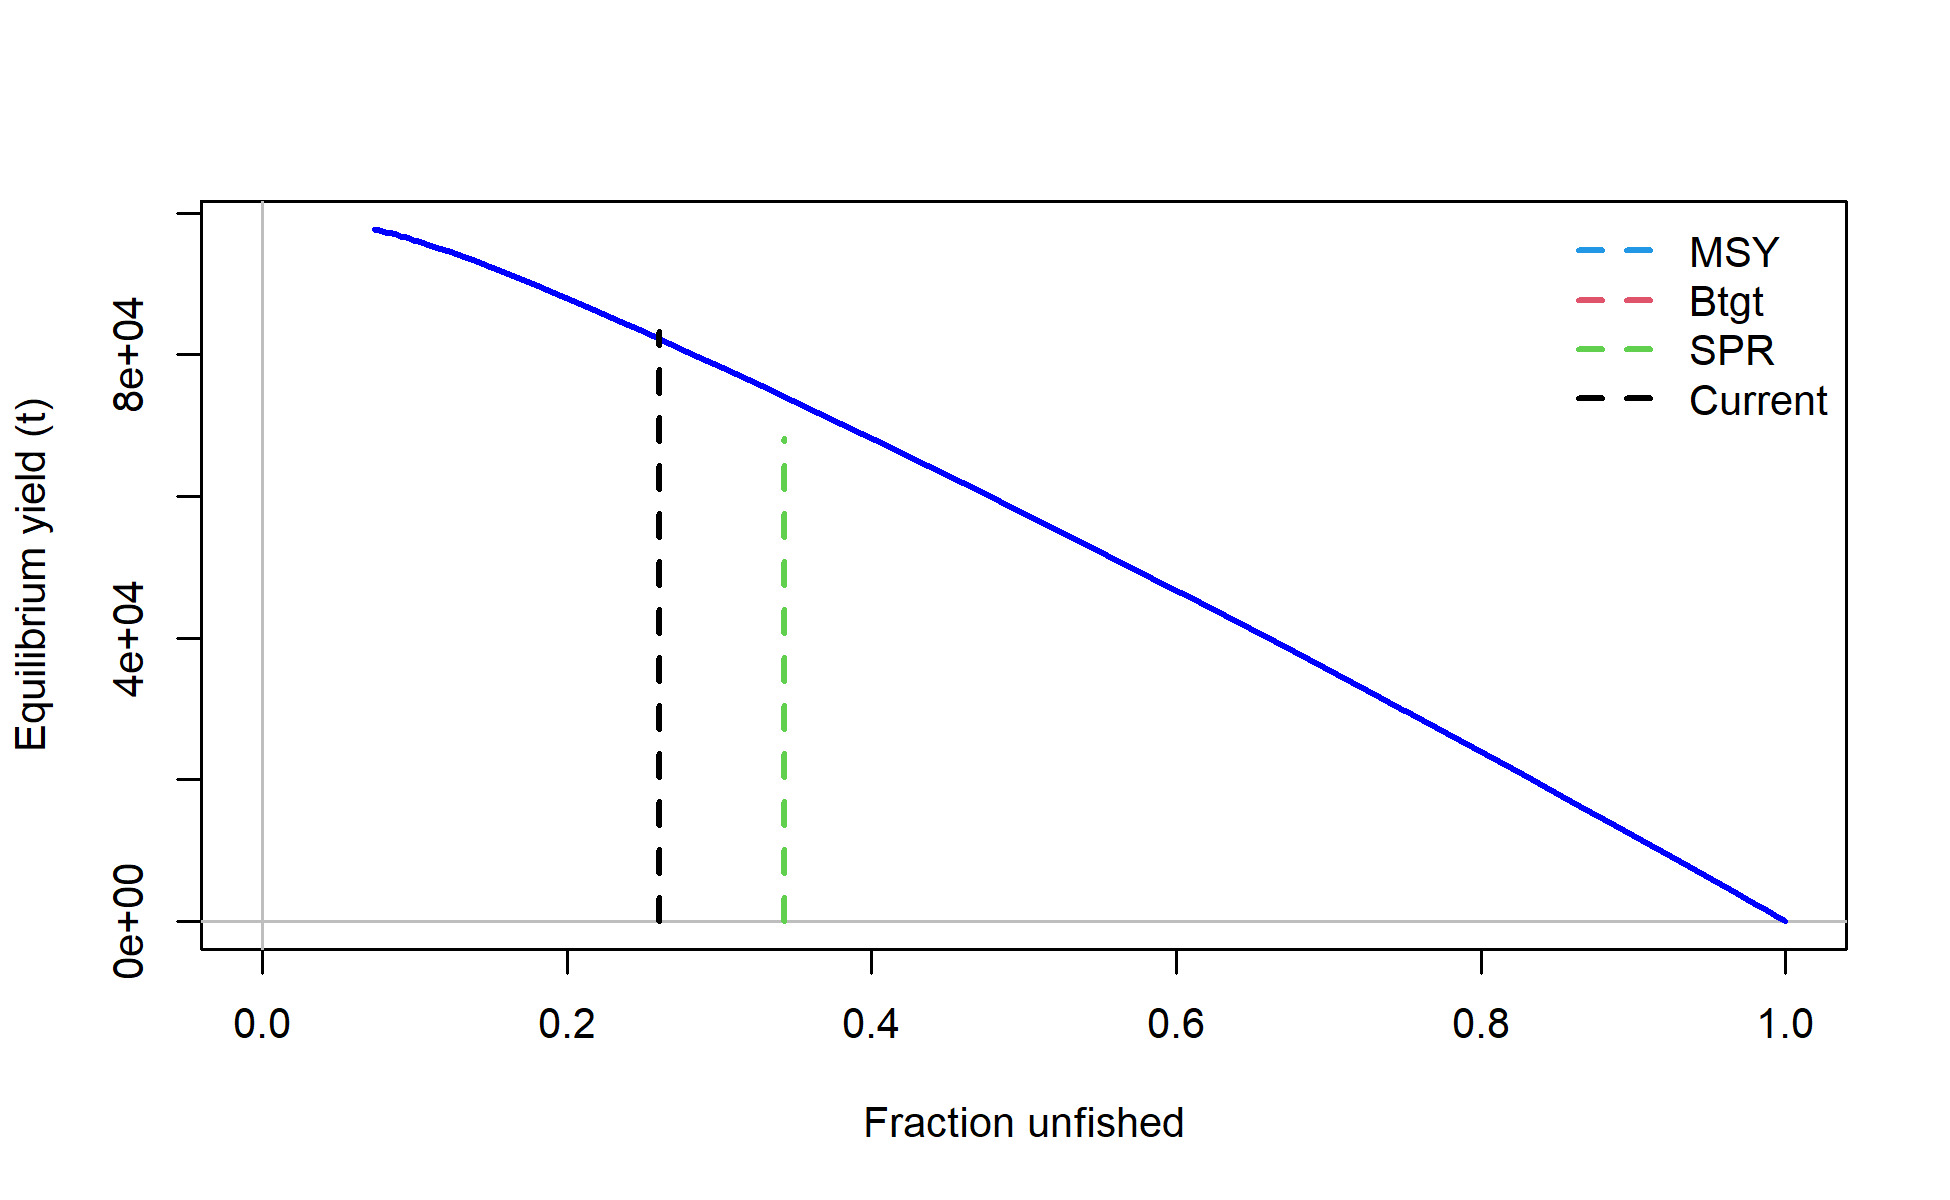 MSY
Btgt
SPR
Current
Equilibrium yield (t)
8e+04
4e+04
0e+00
0.0 0.2 0.4 0.6 0.8 1.0
Fraction unfished